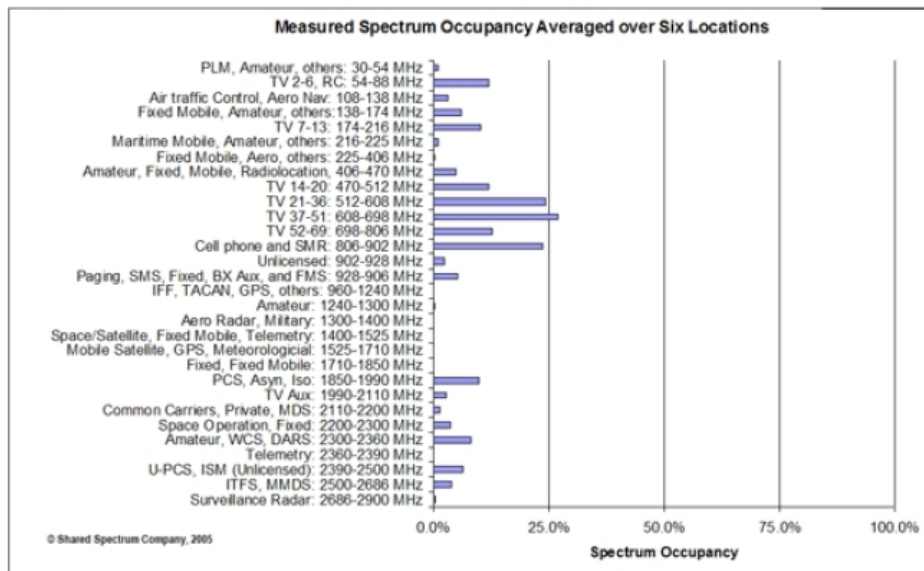 Measured Spectrum Occupancy Averaged over Six Locations
PLM, Amateur, others: 30-54 MHz
TV 2-6, RC: 54-88 MHz
Air traffic Control, Aero Nav: 108-138 MHz
Fixed Mobile, Amateur, others:138-174 MHz
TV 7-13: 174-216 MHz
Maritime Mobile, Amateur, others: 216-225 MHz
Fixed Mobile, Aero, others: 225-406 MHz
Amateur, Fixed, Mobile, Radiolocation, 406-470 MHz
TV 14-20: 470-512 MHz
TV 21-36: 512-608 MHz
TV 37-51: 608-698 MHz
TV 52-69: 698-806 MHz
Cell phone and SMR: 806-902 MHz
Unlicensed: 902-928 MHz
Paging, SMS, Fixed, BX Aux, and FMS: 928-906 MHz
IFF, TACAN, GPS, others: 960-1240 MHz
Amateur: 1240-1300 MHz
Aero Radar, Military: 1300-1400 MHz
Space/Satellite, Fixed Mobile, Telemetry: 1400-1525 MHz
Mobile Satellite, GPS, Meteorologicial: 1525-1710 MHz
Fixed, Fixed Mobile: 1710-1850 MHz
PCS, Asyn, Iso: 1850-1990 MHz
TV Aux: 1990-2110 MHz
Common Carriers, Private, MDS: 2110-2200 MHz
Space Operation, Fixed: 2200-2300 MHz
Amateur, WCS, DARS: 2300-2360 MHz
Telemetry: 2360-2390 MHz
U-PCS, ISM (Unlicensed): 2390-2500 MHz
ITFS, MMDS: 2500-2686 MHz
Surveillance Radar: 2686-2900 MHz
0.0% 25.0% 50.0% 75.0% 100.0%
Spectrum Occupancy
© Shared Spectrum Company, 2005